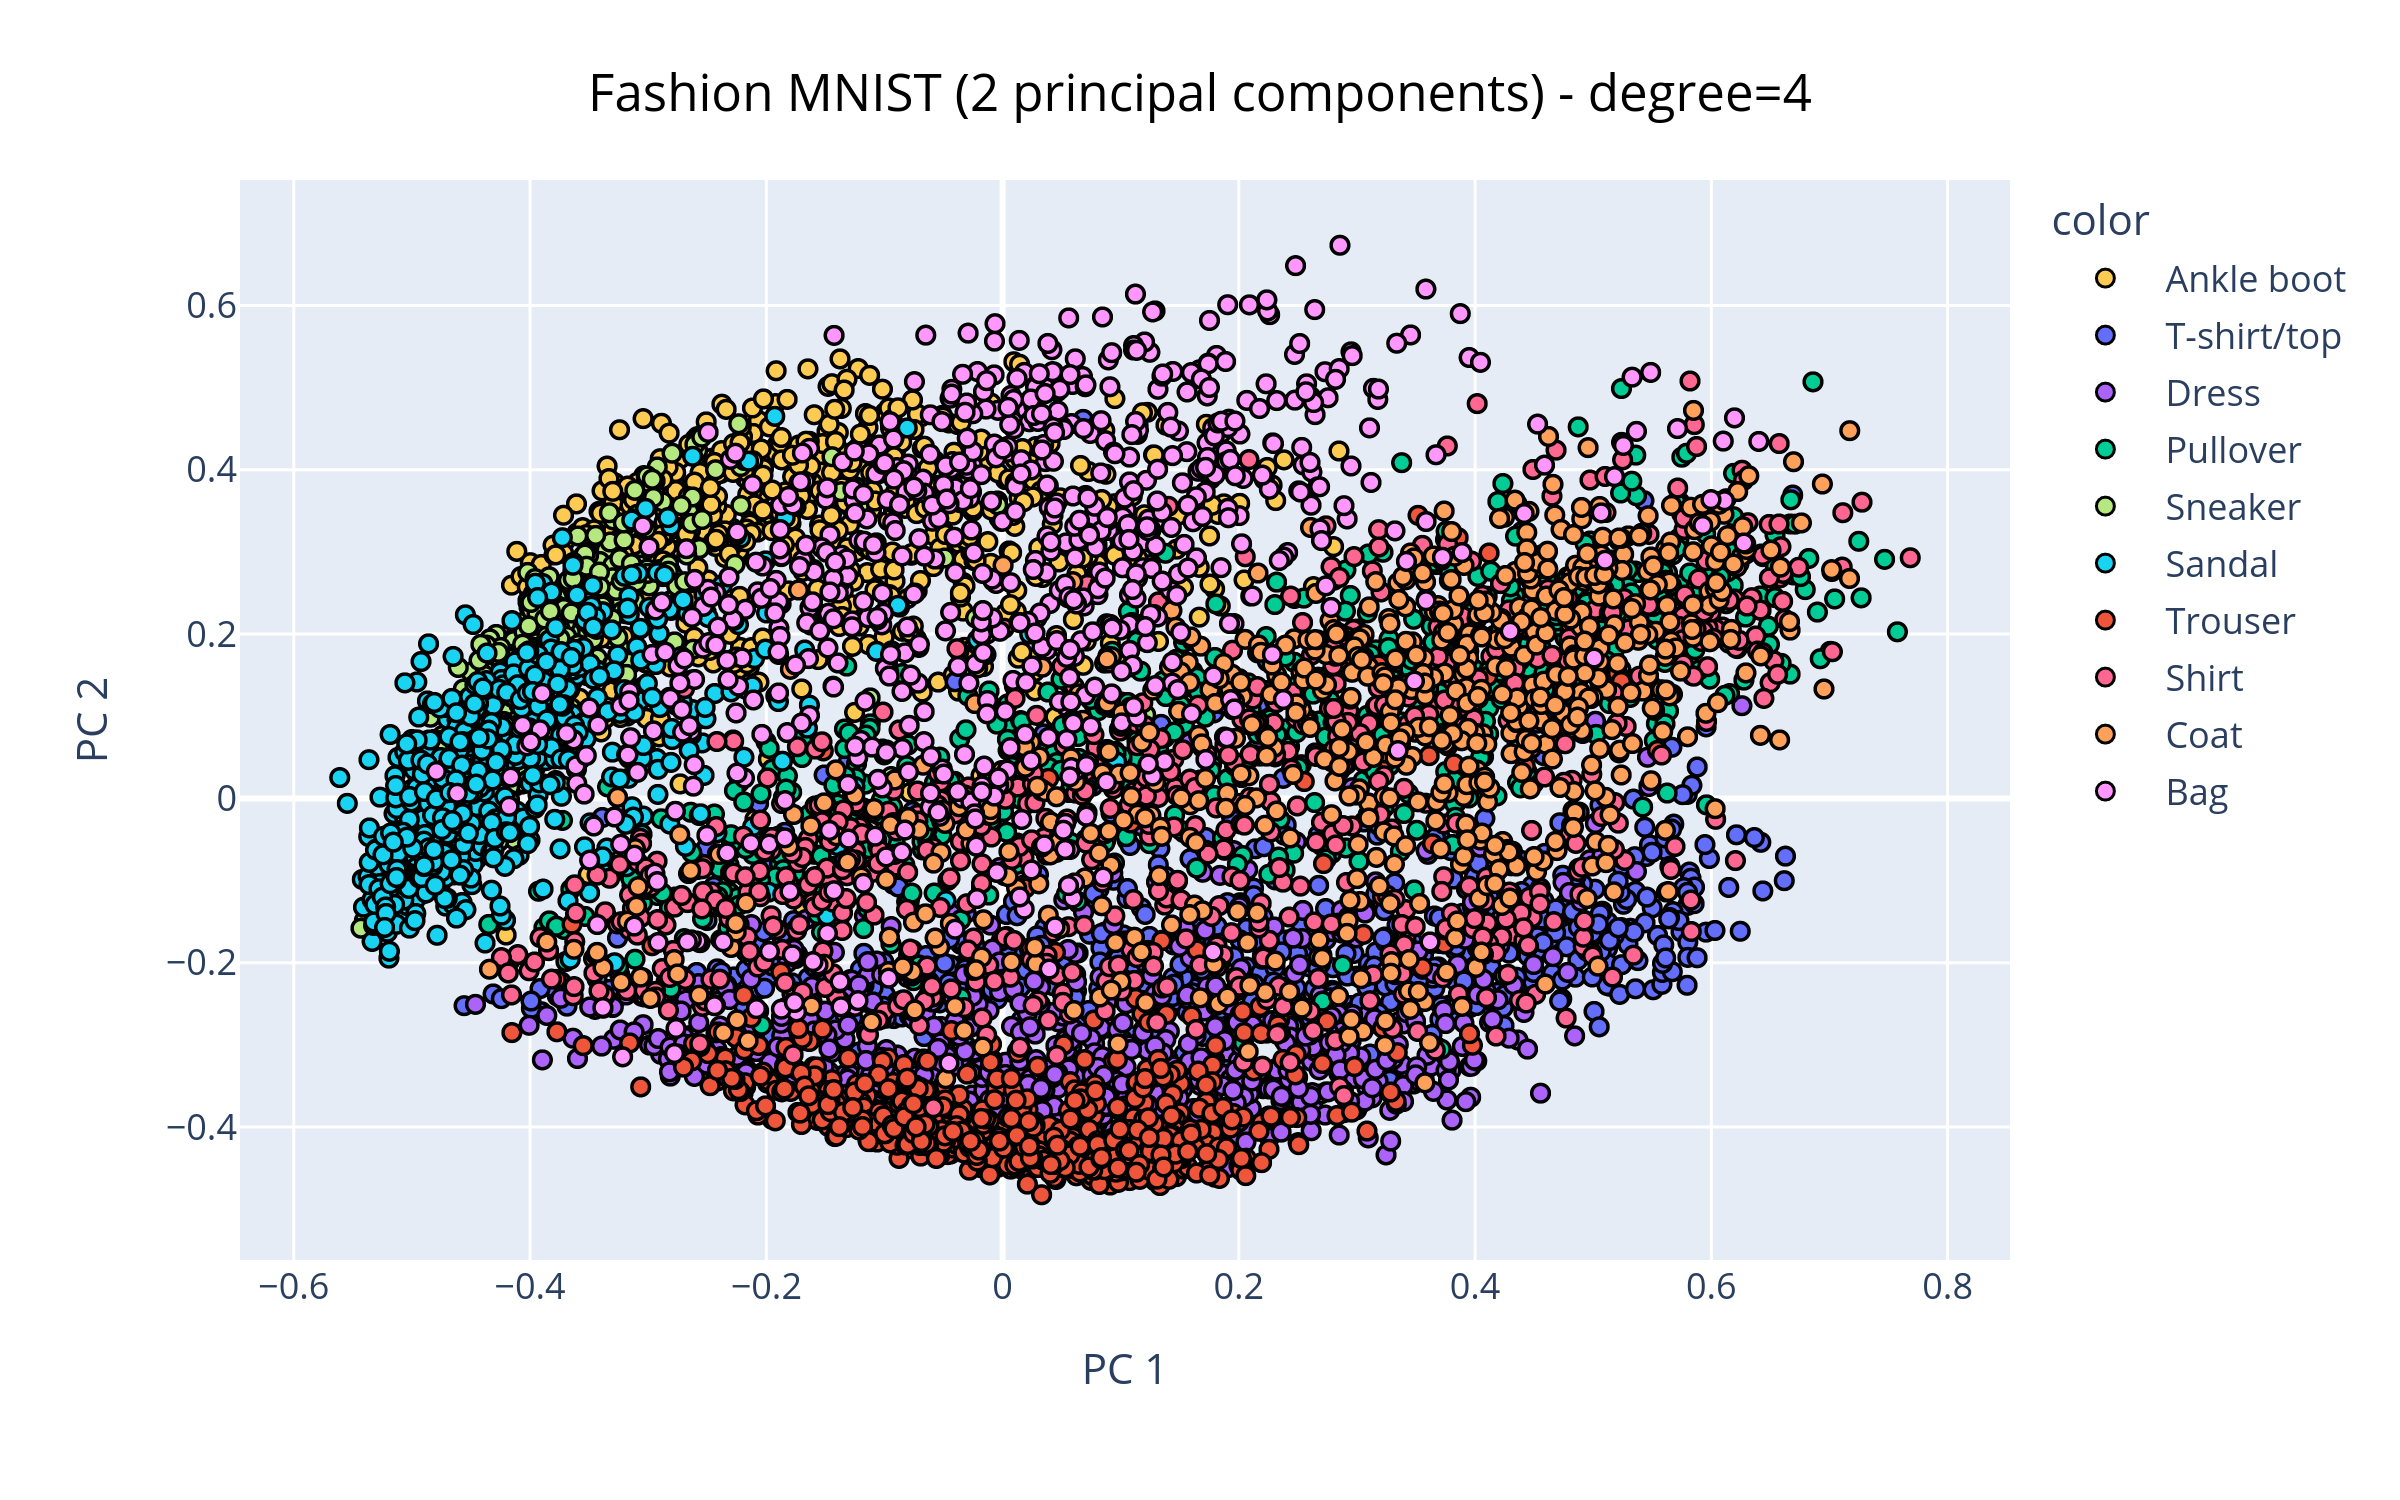 Fashion MNIST (2 principal components) - degree=4
color
Ankle boot
T-shirt/top
Dress
Pullover
Sneaker
Sandal
Trouser
Shirt
Coat
Bag
0.6
0.4
0.2
0
−0.2
−0.4
PC 2
−0.6
−0.4
−0.2
0
0.2
0.4
0.6
0.8
PC 1